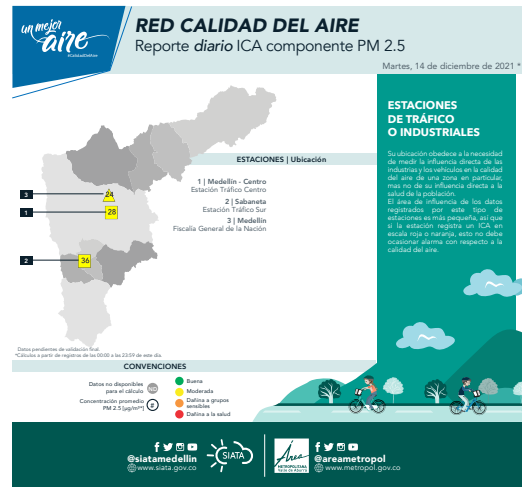 un mejor
aire
#CalidadDelAire
RED CALIDAD DEL AIRE
Reporte diario ICA componente PM 2.5
Martes, 14 de diciembre de 2021 *
ESTACIONES
DE TRÁFICO
O INDUSTRIALES
Su ubicación obedece a la necesidad
de medir la influencia directa de las
industrias y los vehículos en la calidad
del aire de una zona en particular,
mas no de su influencia directa a la
salud de la población.
El área de influencia de los datos
registrados por este tipo de
estaciones es más pequeña, así que
si la estación registra un ICA en
escala roja o naranja, esto no debe
ocasionar alarma con respecto a la
calidad del aire.
ESTACIONES | Ubicación
1 | Medellín - Centro
Estación Tráfico Centro
2 | Sabaneta
Estación Tráfico Sur
3 | Medellín
Fiscalía General de la Nación
3
24
1
28
2
36
Datos pendientes de validación final.
*Cálculos a partir de registros de las 00:00 a las 23:59 de este día.
CONVENCIONES
Datos no disponibles
para el cálculo
ND
Concentración promedio
PM 2.5 [µg/m³*]
#
Buena
Moderada
Dañina a grupos
sensibles
Dañina a la salud
@siatamedellin
www.siata.gov.co
SIATA
Área
METROPOLITANA
Valle de Aburrá
@areametropol
www.metropol.gov.co